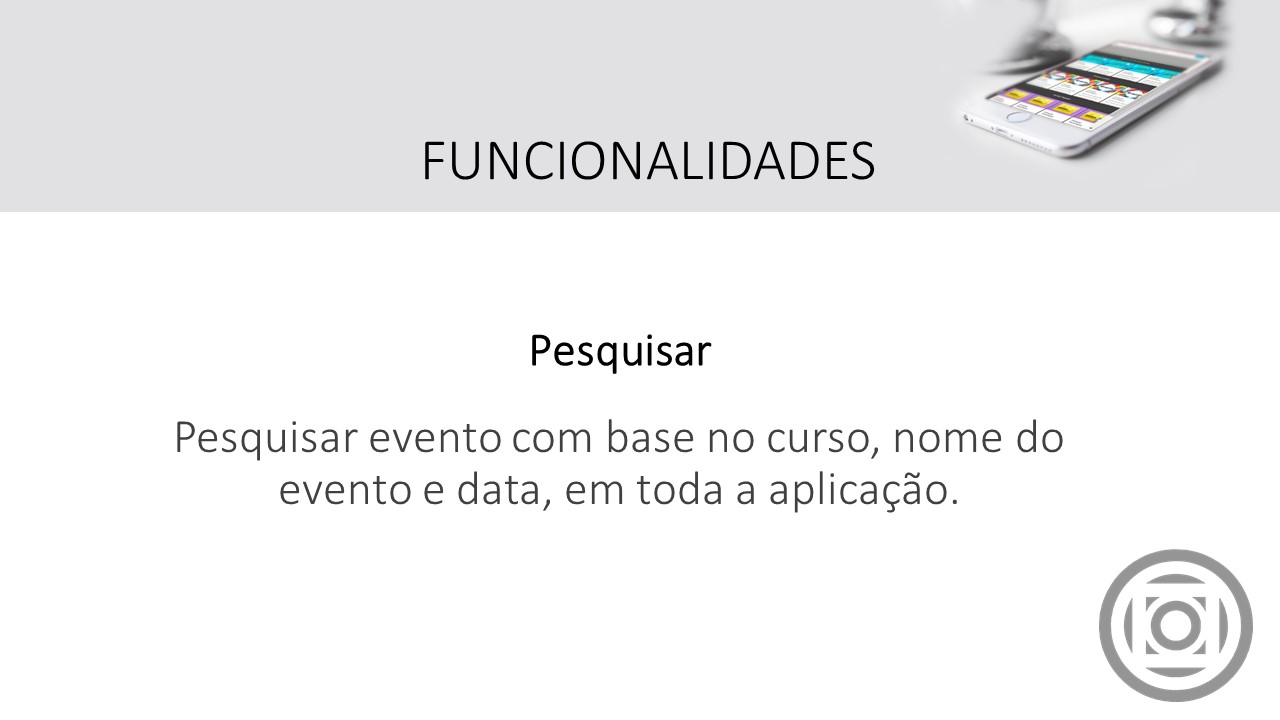 FUNCIONALIDADES
Pesquisar
Pesquisar evento com base no curso, nome do
evento e data, em toda a aplicação.